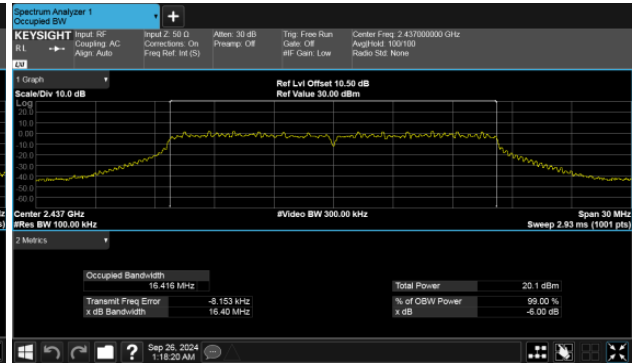 Spectrum Analyzer 1
Occupied BW
KEYSIGHT Input: RF Input Z: 50 Ω Atten: 30 dB Trig: Free Run Center Freq: 2.437000000 GHz
RL Coupling: AC Corrections: On Preamp: Off Gate: Off Avg|Hold: 100/100
Align: Auto Freq Ref: Int (S) #IF Gain: Low Radio Std: None
LXI
1 Graph
Ref Lvl Offset 10.50 dB
Scale/Div 10.0 dB Ref Value 30.00 dBm
Log
20.0
10.0
0.00
-10.0
-20.0
-30.0
-40.0
-50.0
-60.0
Center 2.437 GHz #Video BW 300.00 kHz Span 30 MHz
#Res BW 100.00 kHz Sweep 2.93 ms (1001 pts)
2 Metrics
Occupied Bandwidth
16.416 MHz Total Power 20.1 dBm
Transmit Freq Error -8.153 kHz % of OBW Power 99.00 %
x dB Bandwidth 16.40 MHz x dB -6.00 dB
Sep 26, 2024
1:18:20 AM